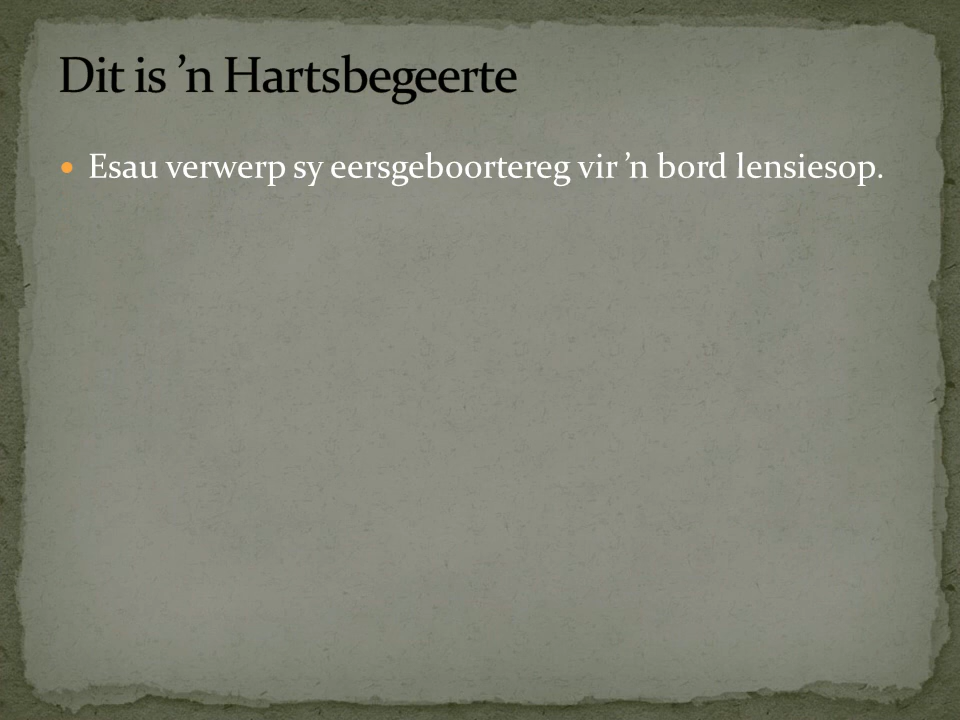 Dit is ’n Hartsbegeerte
Esau verwerp sy eersgeboortereg vir ’n bord lensiesop.